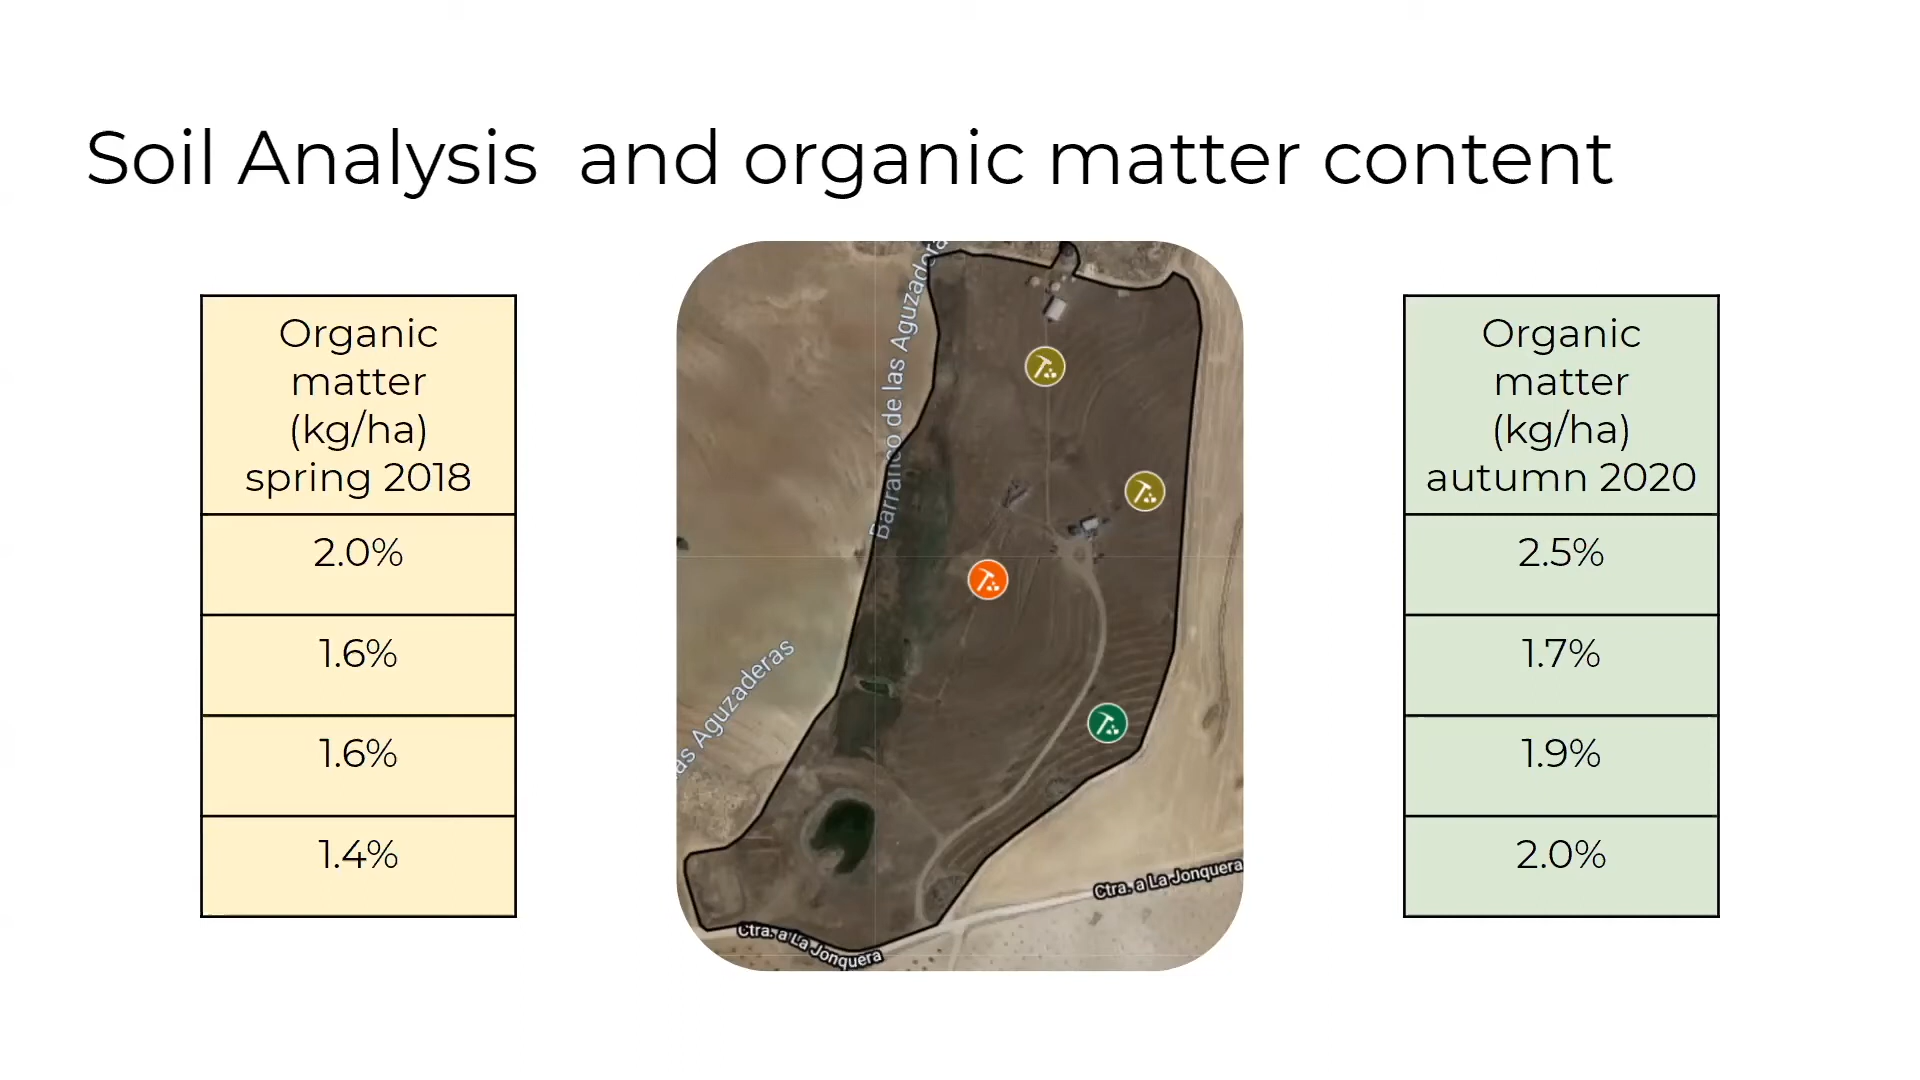 Soil Analysis  and organic matter content
Organic
matter
(kg/ha)
spring 2018
2.0%
1.6%
1.6%
1.4%
Barranco de las Aguzadera
as Aguzaderas
Ctra. a La Jonquera
Ctra. a La Jonquera
Organic
matter
(kg/ha)
autumn 2020
2.5%
1.7%
1.9%
2.0%